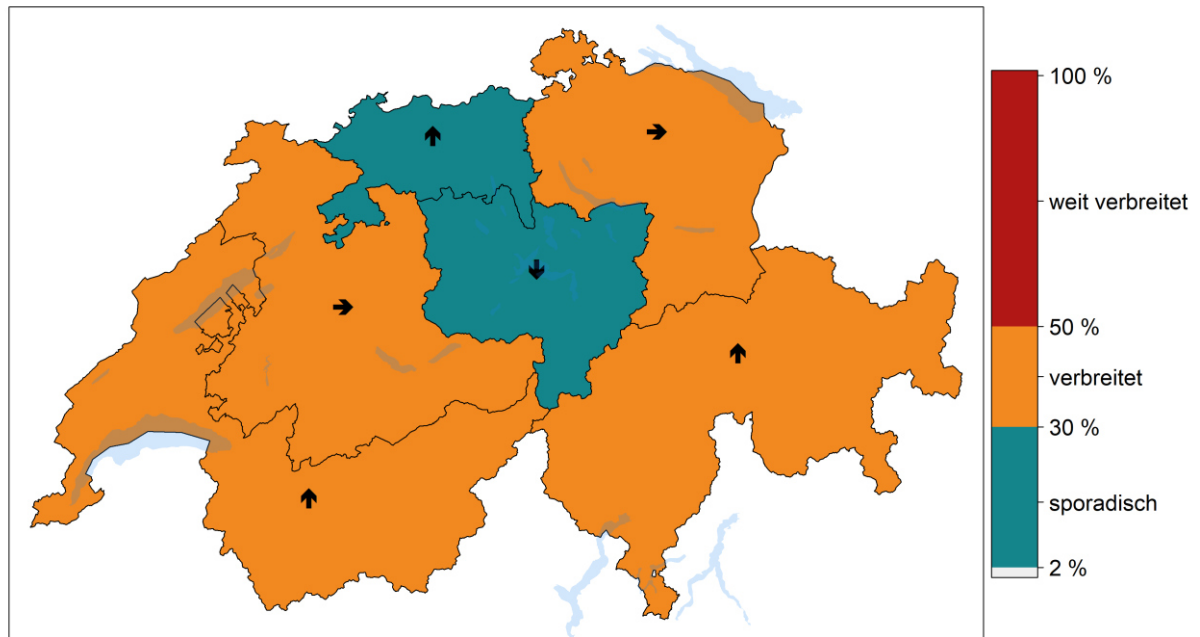 100 %
weit verbreitet
50 %
verbreitet
30 %
sporadisch
2 %